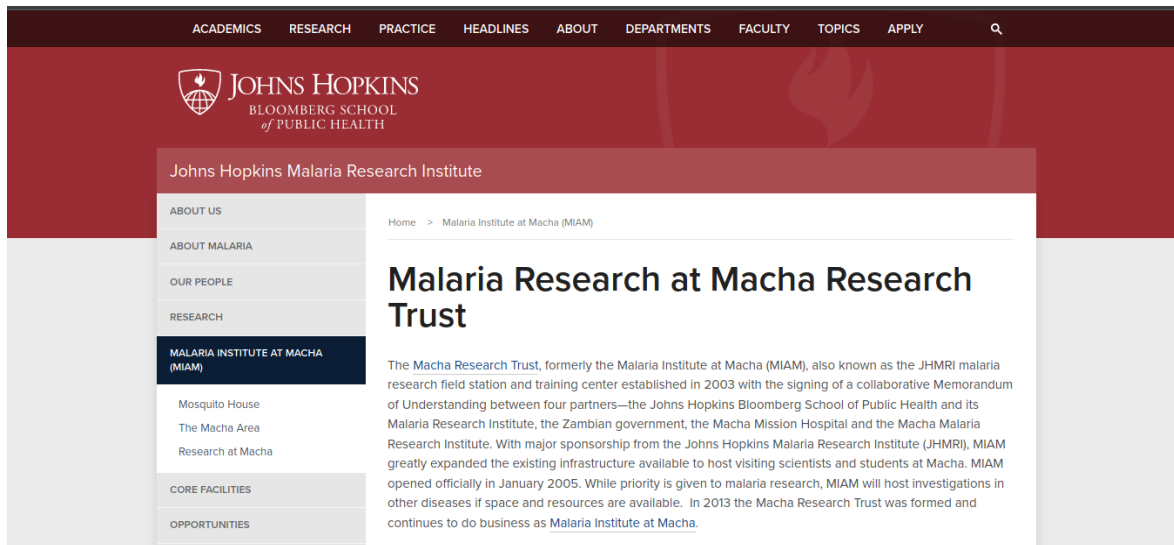 ACADEMICS RESEARCH PRACTICE HEADLINES ABOUT DEPARTMENTS FACULTY TOPICS APPLY
JOHNS HOPKINS
BLOOMBERG SCHOOL
of PUBLIC HEALTH
Johns Hopkins Malaria Research Institute
ABOUT US
ABOUT MALARIA
OUR PEOPLE
RESEARCH
MALARIA INSTITUTE AT MACHA
(MIAM)
Mosquito House
The Macha Area
Research at Macha
CORE FACILITIES
OPPORTUNITIES
Home > Malaria Institute at Macha (MIAM)
Malaria Research at Macha Research
Trust
The Macha Research Trust, formerly the Malaria Institute at Macha (MIAM), also known as the JHMRI malaria
research field station and training center established in 2003 with the signing of a collaborative Memorandum
of Understanding between four partners—the Johns Hopkins Bloomberg School of Public Health and its
Malaria Research Institute, the Zambian government, the Macha Mission Hospital and the Macha Malaria
Research Institute. With major sponsorship from the Johns Hopkins Malaria Research Institute (JHMRI), MIAM
greatly expanded the existing infrastructure available to host visiting scientists and students at Macha. MIAM
opened officially in January 2005. While priority is given to malaria research, MIAM will host investigations in
other diseases if space and resources are available. In 2013 the Macha Research Trust was formed and
continues to do business as Malaria Institute at Macha.